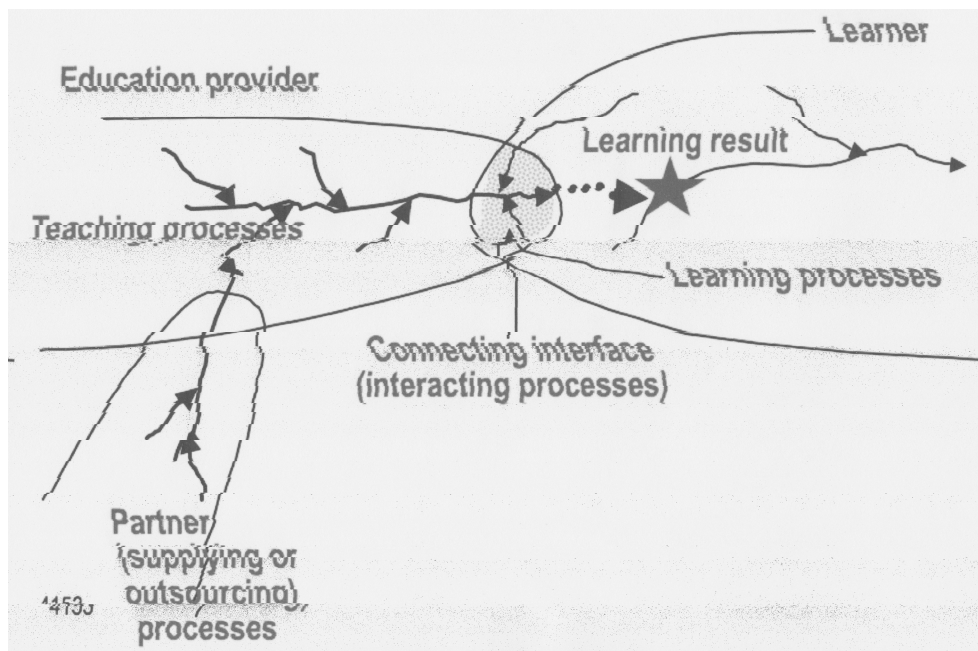 Learner
Education provider
Learning result
Teaching processes
Learning processes
Connecting interface
(interacting processes)
Partner
(supplying or
outsourcing)
processes